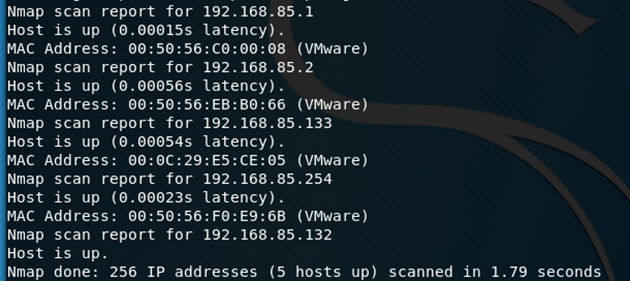 Nmap scan report for 192.168.85.1
Host is up (0.00015s latency).
MAC Address: 00:50:56:C0:00:08 (VMware)
Nmap scan report for 192.168.85.2
Host is up (0.00056s latency).
MAC Address: 00:50:56:EB:B0:66 (VMware)
Nmap scan report for 192.168.85.133
Host is up (0.00054s latency).
MAC Address: 00:0C:29:E5:CE:05 (VMware)
Nmap scan report for 192.168.85.254
Host is up (0.00023s latency).
MAC Address: 00:50:56:F0:E9:6B (VMware)
Nmap scan report for 192.168.85.132
Host is up.
Nmap done: 256 IP addresses (5 hosts up) scanned in 1.79 seconds